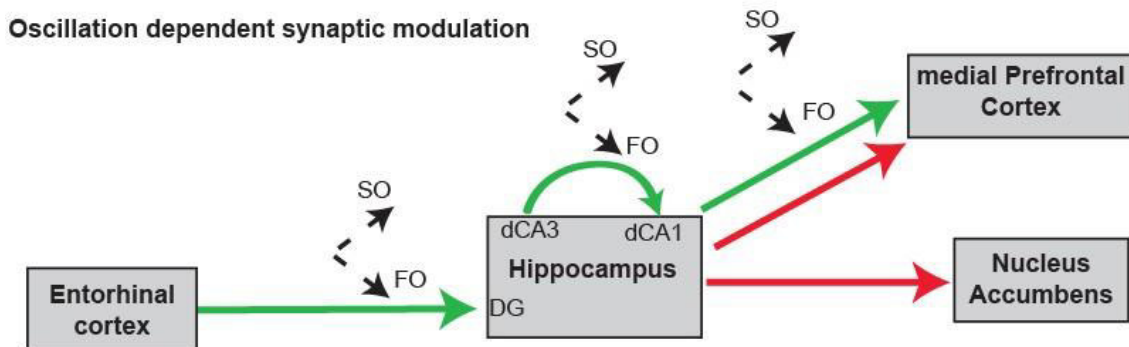 Oscillation dependent synaptic modulation
SO
FO
SO
FO
SO
FO
medial Prefrontal
Cortex
dCA3
dCA1
Hippocampus
DG
Entorhinal
cortex
Nucleus
Accumbens